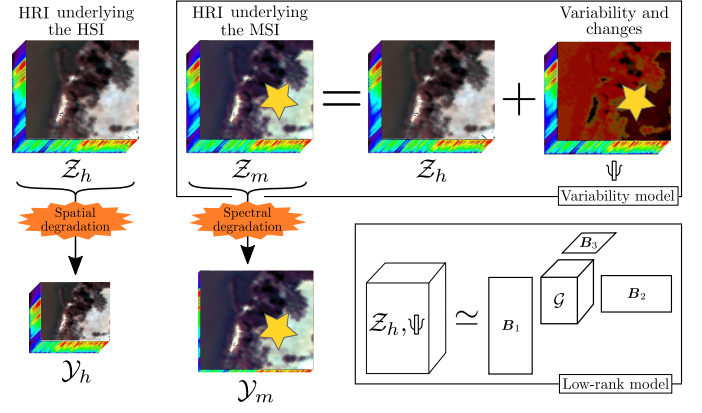 HRI underlying
the HSI
HRI underlying
the MSI
Variability and
changes
=
+
𝒵ₕ
𝒵ₘ
𝒵ₕ
Ψ
Variability model
Spatial
degradation
Spectral
degradation
𝒴ₕ
𝒴ₘ
𝒵ₕ, Ψ
≃
B₁
𝒢
B₃
B₂
Low-rank model